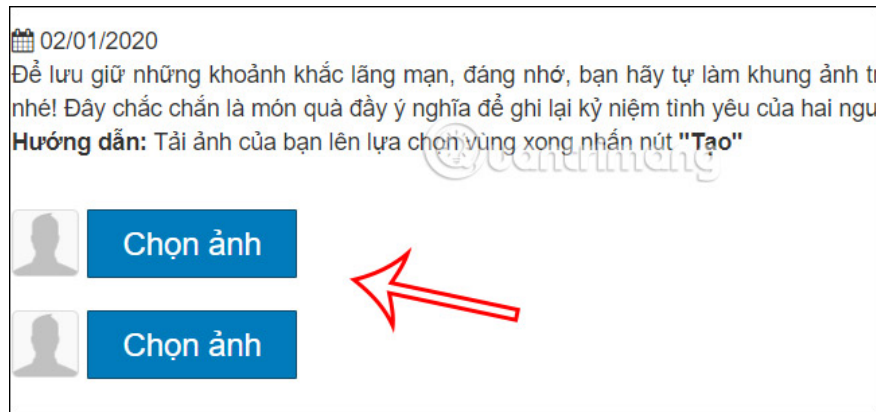 02/01/2020
Để lưu giữ những khoảnh khắc lãng mạn, đáng nhớ, bạn hãy tự làm khung ảnh
nhé! Đây chắc chắn là món quà đầy ý nghĩa để ghi lại kỷ niệm tình yêu của hai
Hướng dẫn: Tải ảnh của bạn lên lựa chọn vùng xong nhấn nút "Tạo"
quantrimang
Chọn ảnh
Chọn ảnh